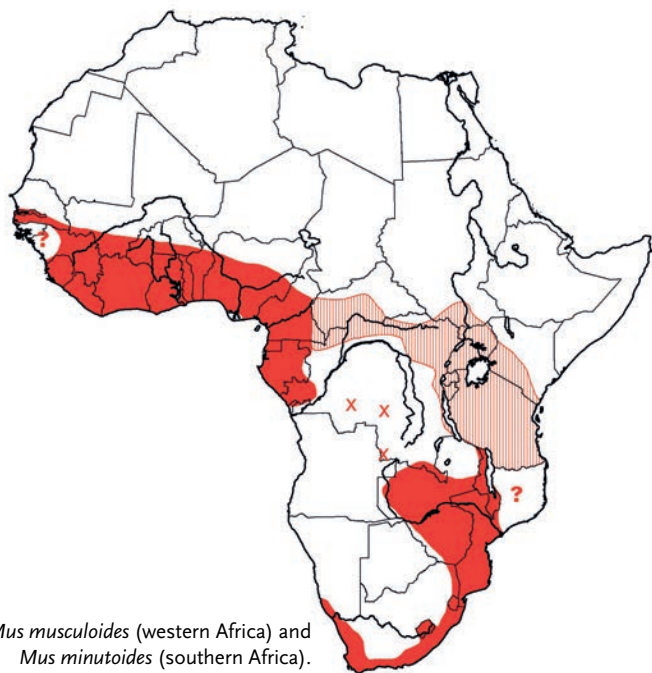 ?
x x
x
?
Mus musculoides (western Africa) and
Mus minutoides (southern Africa).